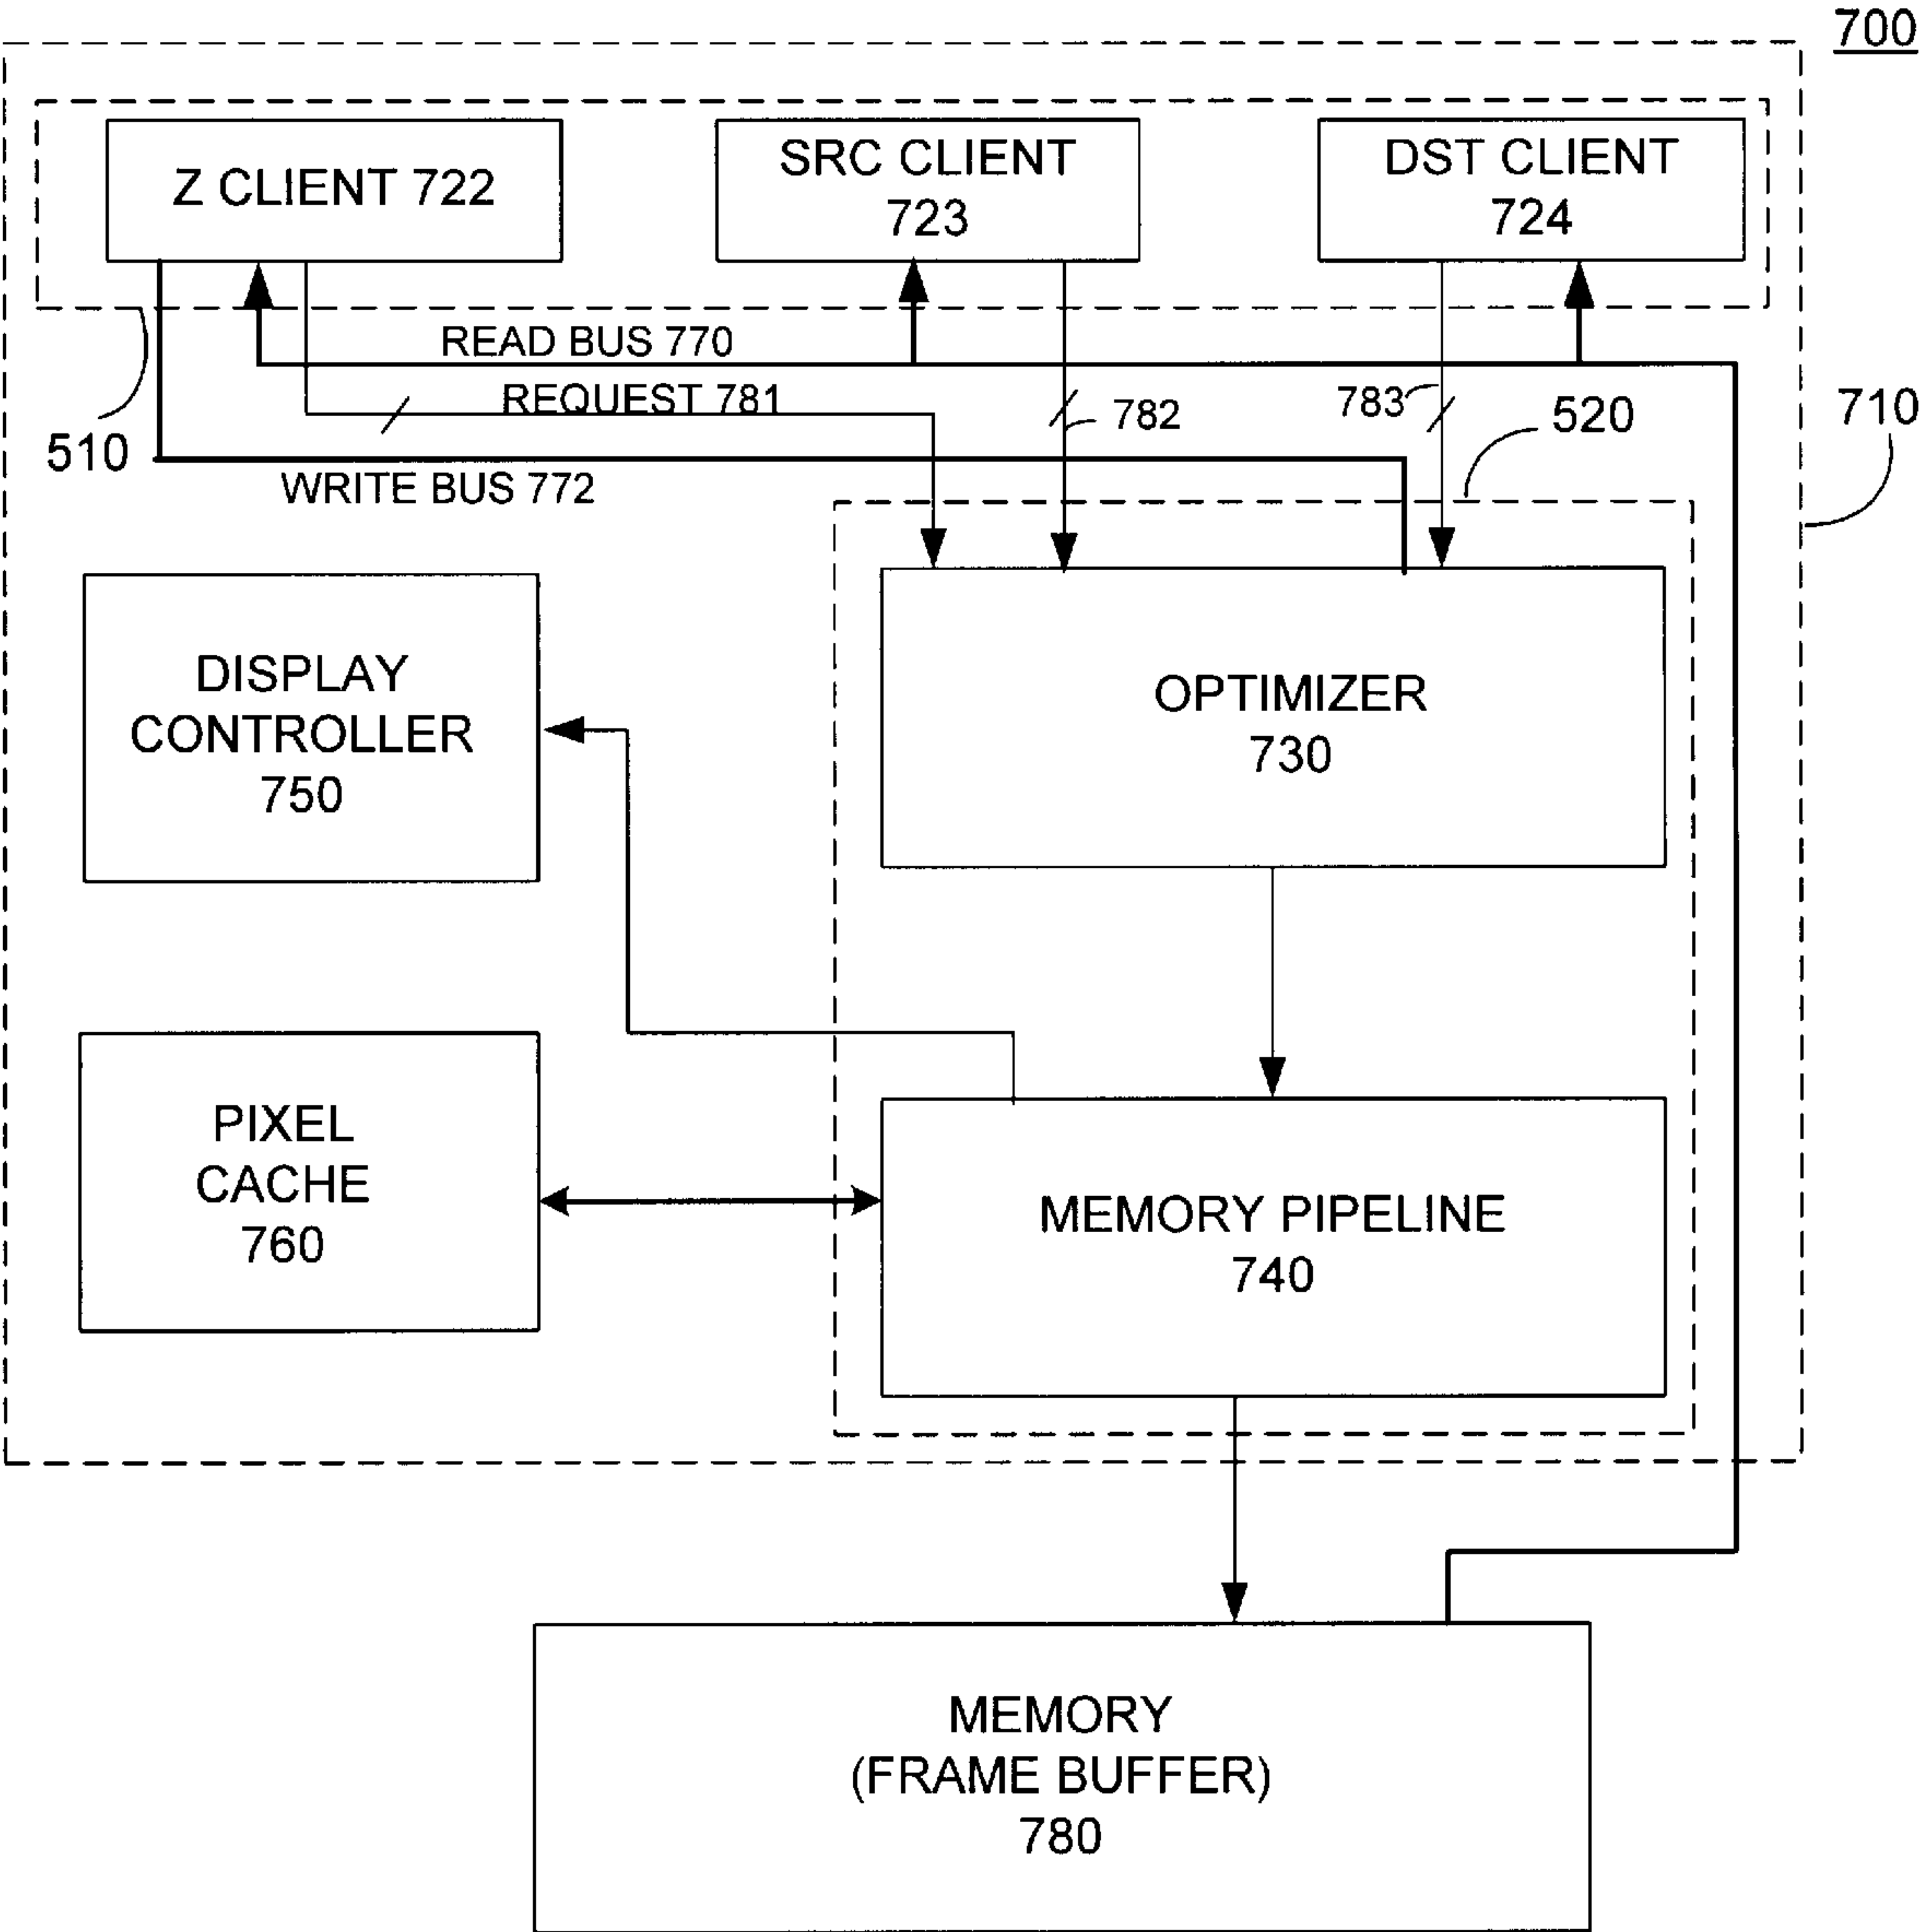 700
Z CLIENT 722
SRC CLIENT
723
DST CLIENT
724
READ BUS 770
REQUEST 781
782
783
520
710
510
WRITE BUS 772
DISPLAY
CONTROLLER
750
OPTIMIZER
730
PIXEL
CACHE
760
MEMORY PIPELINE
740
MEMORY
(FRAME BUFFER)
780